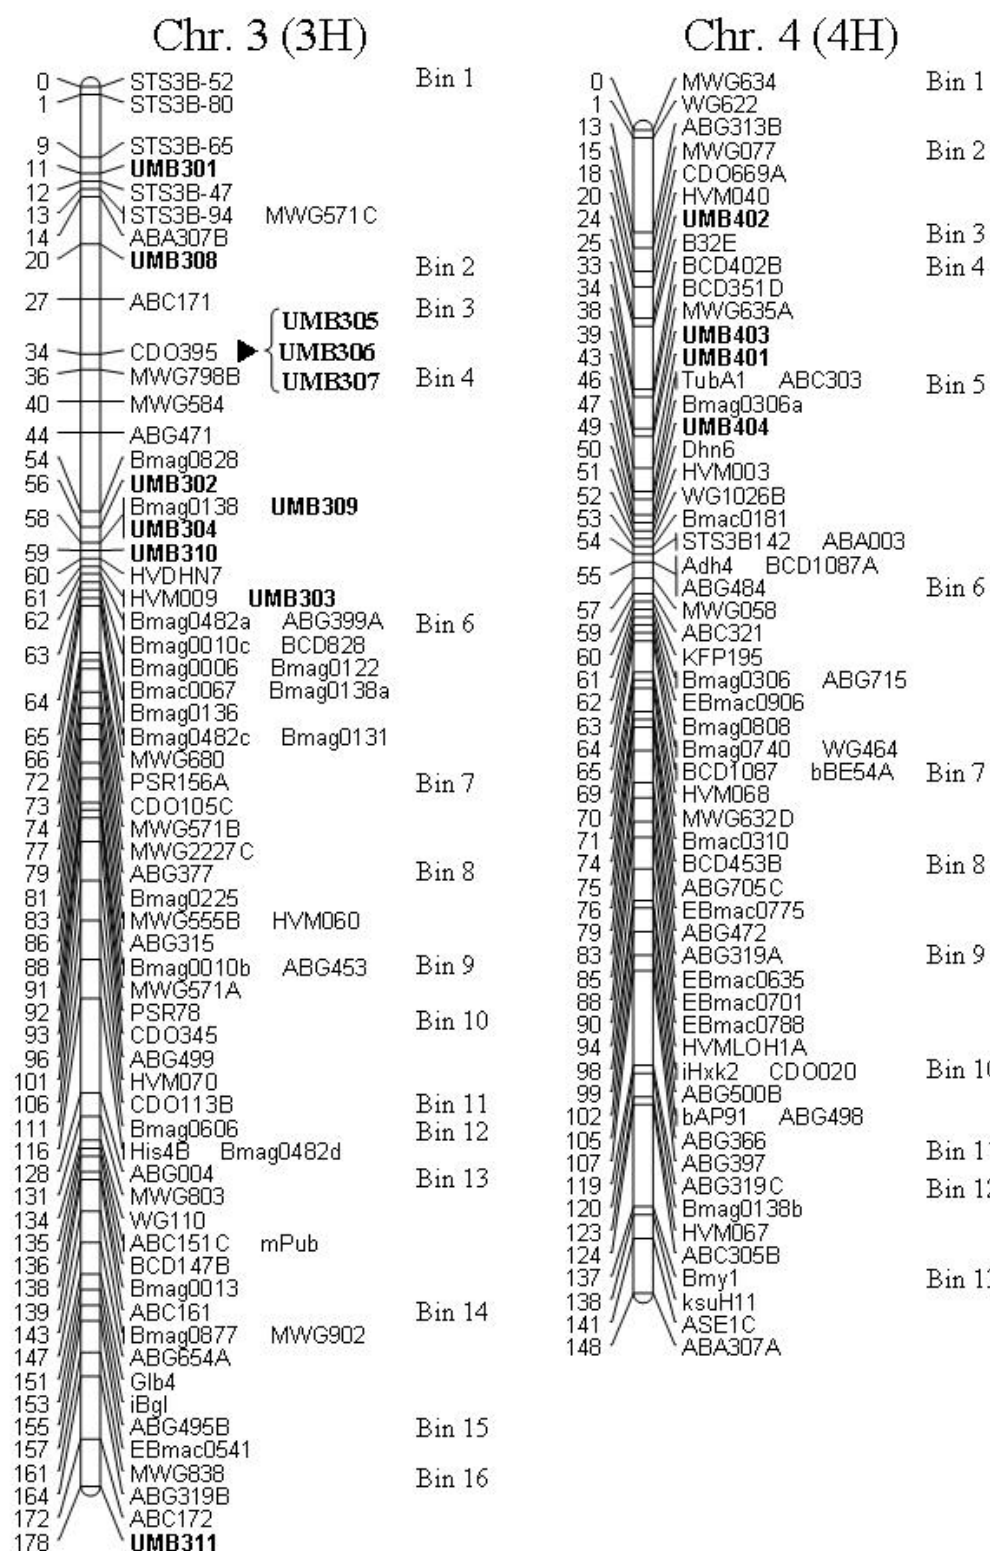 Chr. 3 (3H)
0 STS3B-52 Bin 1
1 STS3B-80
9 STS3B-65
11 UMB301
12 STS3B-47
13 STS3B-94 MWG571C
14 ABA307B
20 UMB308 Bin 2
27 ABC171 Bin 3
UMB305
34 CDO395 UMB306
36 MWG798B UMB307 Bin 4
40 MWG584
44 ABG471
54 Bmag0828
56 UMB302
Bmag0138 UMB309
58 UMB304
59 UMB310
60 HVDHN7
61 HVM009 UMB303
62 Bmag0482a ABG399A Bin 6
Bmag0010c BCD828
63 Bmag0006 Bmag0122
Bmac0067 Bmag0138a
64 Bmag0136
65 Bmag0482c Bmag0131
66 MWG680
72 PSR156A Bin 7
73 CDO105C
74 MWG571B
77 MWG2227C
79 ABG377 Bin 8
81 Bmag0225
83 MWG555B HVM060
86 ABG315
88 Bmag0010b ABG453 Bin 9
91 MWG571A
92 PSR78 Bin 10
93 CDO345
96 ABG499
101 HVM070
106 CDO113B Bin 11
111 Bmag0606 Bin 12
116 His4B Bmag0482d
128 ABG004 Bin 13
131 MWG803
134 WG110
135 ABC151C mPub
136 BCD147B
138 Bmag0013
139 ABC161 Bin 14
143 Bmag0877 MWG902
147 ABG654A
151 Glb4
153 iBgl
155 ABG495B Bin 15
157 EBmac0541
161 MWG838 Bin 16
164 ABG319B
172 ABC172
178 UMB311
Chr. 4 (4H)
0 MWG634 Bin 1
1 WG622
13 ABG313B
15 MWG077 Bin 2
18 CDO669A
20 HVM040
24 UMB402 Bin 3
25 B32E
33 BCD402B Bin 4
34 BCD351D
38 MWG635A
39 UMB403
43 UMB401
46 TubA1 ABC303 Bin 5
47 Bmag0306a
49 UMB404
50 Dhn6
51 HVM003
52 WG1026B
53 Bmac0181
54 STS3B142 ABA003
Adh4 BCD1087A
55 ABG484 Bin 6
57 MWG058
59 ABC321
60 KFP195
61 Bmag0306 ABG715
62 EBmac0906
63 Bmag0808
64 Bmag0740 WG464
65 BCD1087 bBE54A Bin 7
69 HVM068
70 MWG632D
71 Bmac0310
74 BCD453B Bin 8
75 ABG705C
76 EBmac0775
79 ABG472
83 ABG319A Bin 9
85 EBmac0635
88 EBmac0701
90 EBmac0788
94 HVMLOH1A
98 iHxk2 CDO020 Bin 10
99 ABG500B
102 bAP91 ABG498
105 ABG366 Bin 11
107 ABG397
119 ABG319C Bin 12
120 Bmag0138b
123 HVM067
124 ABC305B
137 Bmy1 Bin 13
138 ksuH11
141 ASE1C
148 ABA307A